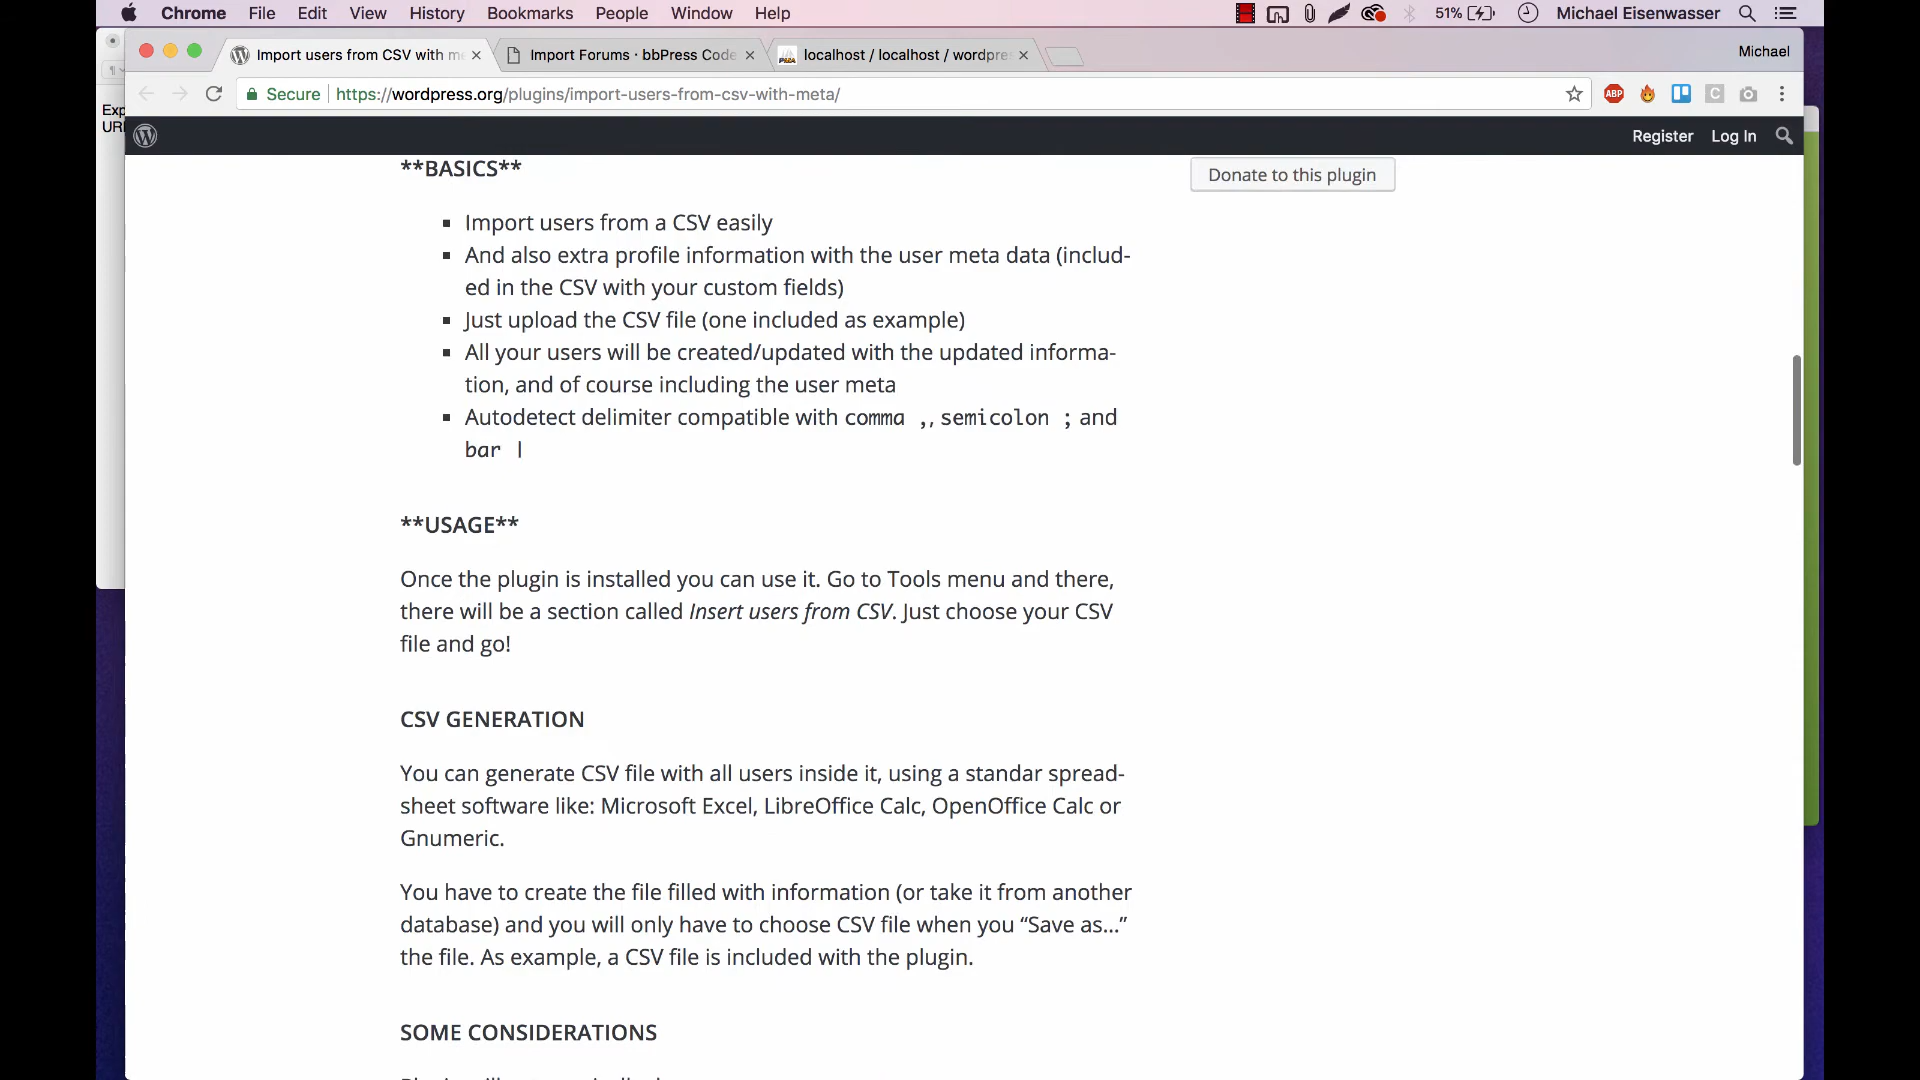 Chrome File Edit View History Bookmarks People Window Help 51% Michael Eisenwasser
Import users from CSV with me Import Forums · bbPress Code localhost / localhost / wordpre Michael
Secure https://wordpress.org/plugins/import-users-from-csv-with-meta/ ABP C
Exp
URL
Register Log In
**BASICS**
Donate to this plugin
Import users from a CSV easily
And also extra profile information with the user meta data (includ-
ed in the CSV with your custom fields)
Just upload the CSV file (one included as example)
All your users will be created/updated with the updated informa-
tion, and of course including the user meta
Autodetect delimiter compatible with comma ,, semicolon ; and
bar |
**USAGE**
Once the plugin is installed you can use it. Go to Tools menu and there,
there will be a section called Insert users from CSV. Just choose your CSV
file and go!
CSV GENERATION
You can generate CSV file with all users inside it, using a standar spread-
sheet software like: Microsoft Excel, LibreOffice Calc, OpenOffice Calc or
Gnumeric.
You have to create the file filled with information (or take it from another
database) and you will only have to choose CSV file when you “Save as…”
the file. As example, a CSV file is included with the plugin.
SOME CONSIDERATIONS